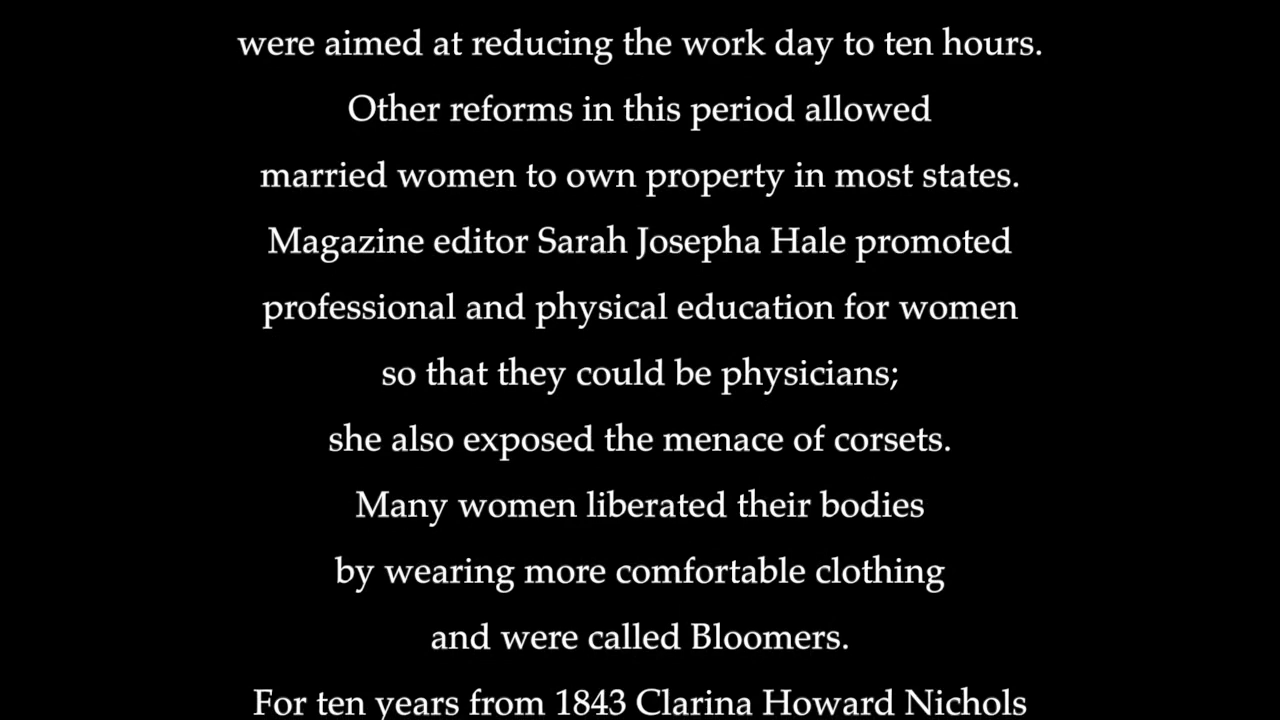 were aimed at reducing the work day to ten hours.
Other reforms in this period allowed
married women to own property in most states.
Magazine editor Sarah Josepha Hale promoted
professional and physical education for women
so that they could be physicians;
she also exposed the menace of corsets.
Many women liberated their bodies
by wearing more comfortable clothing
and were called Bloomers.
For ten years from 1843 Clarina Howard Nichols